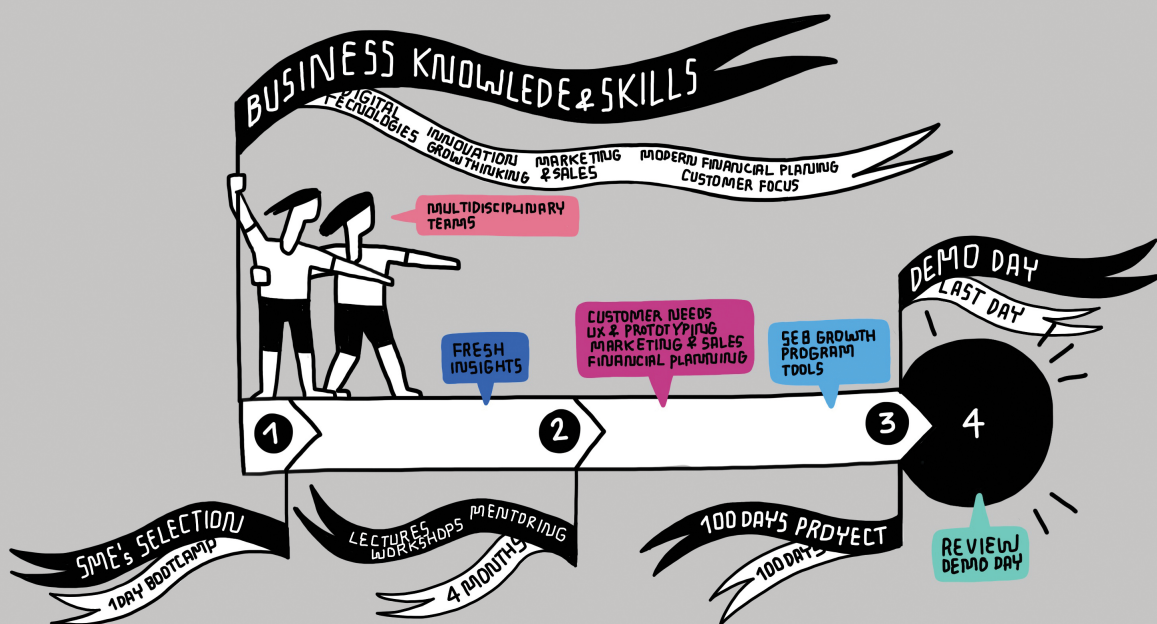 BUSINESS KNOWLEDE & SKILLS
DIGITAL
TECNOLOGIES
INNOVATION
GROWTHINKING
MARKETING
& SALES
MODERN FINANCIAL PLANING
CUSTOMER FOCUS
MULTIDISCIPLINARY
TEAMS
DEMO DAY
LAST DAY
FRESH
INSIGHTS
CUSTOMER NEEDS
UX & PROTOTYPING
MARKETING & SALES
FINANCIAL PLANNING
SEB GROWTH
PROGRAM
TOOLS
1
2
3
4
SME's SELECTION
1 DAY BOOTCAMP
LECTURES
WORKSHOPS
MENTORING
4 MONTHS
100 DAYS PROYECT
100 DAYS
REVIEW
DEMO DAY